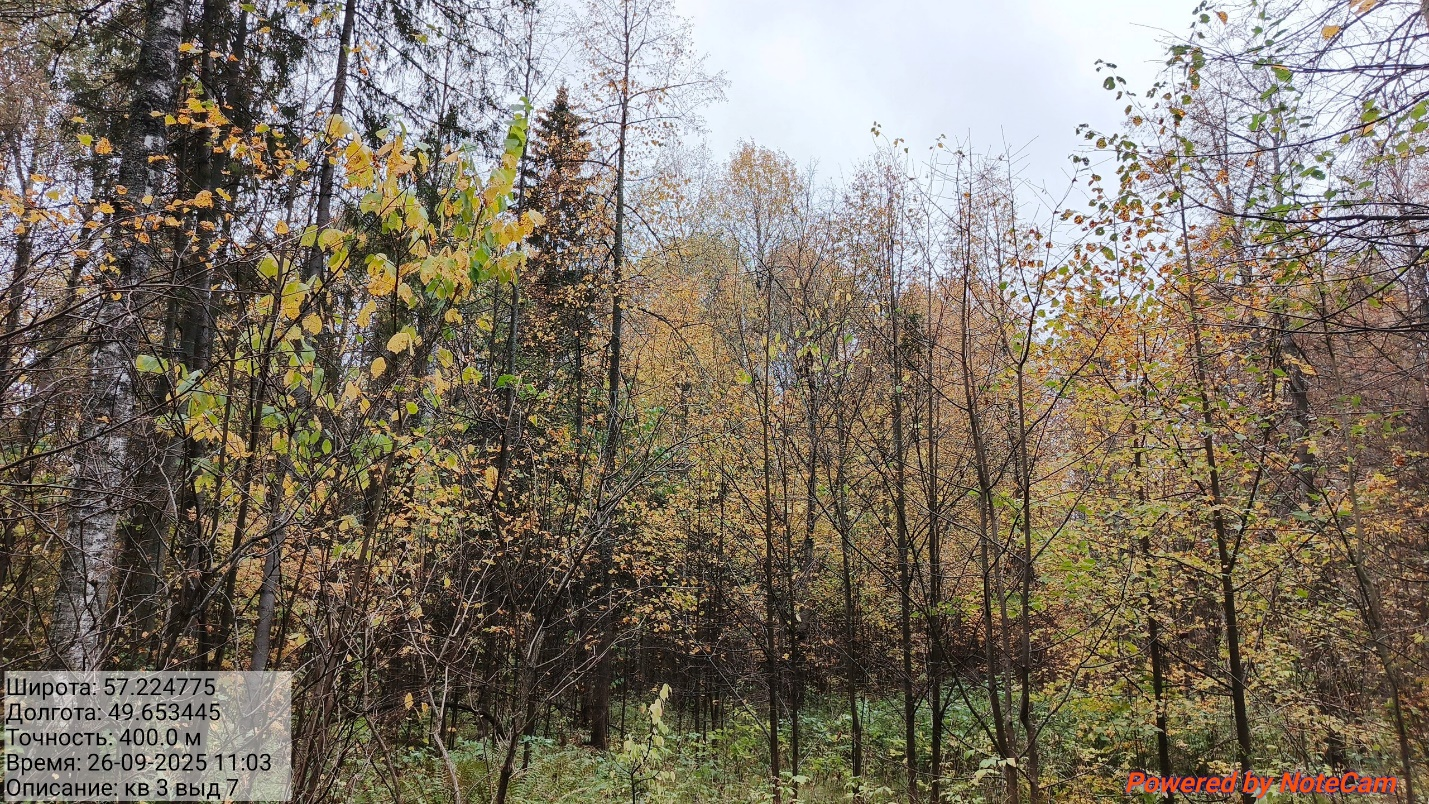 Широта: 57.224775
Долгота: 49.653445
Точность: 400.0 м
Время: 26-09-2025 11:03
Описание: кв 3 выд 7
Powered by NoteCam